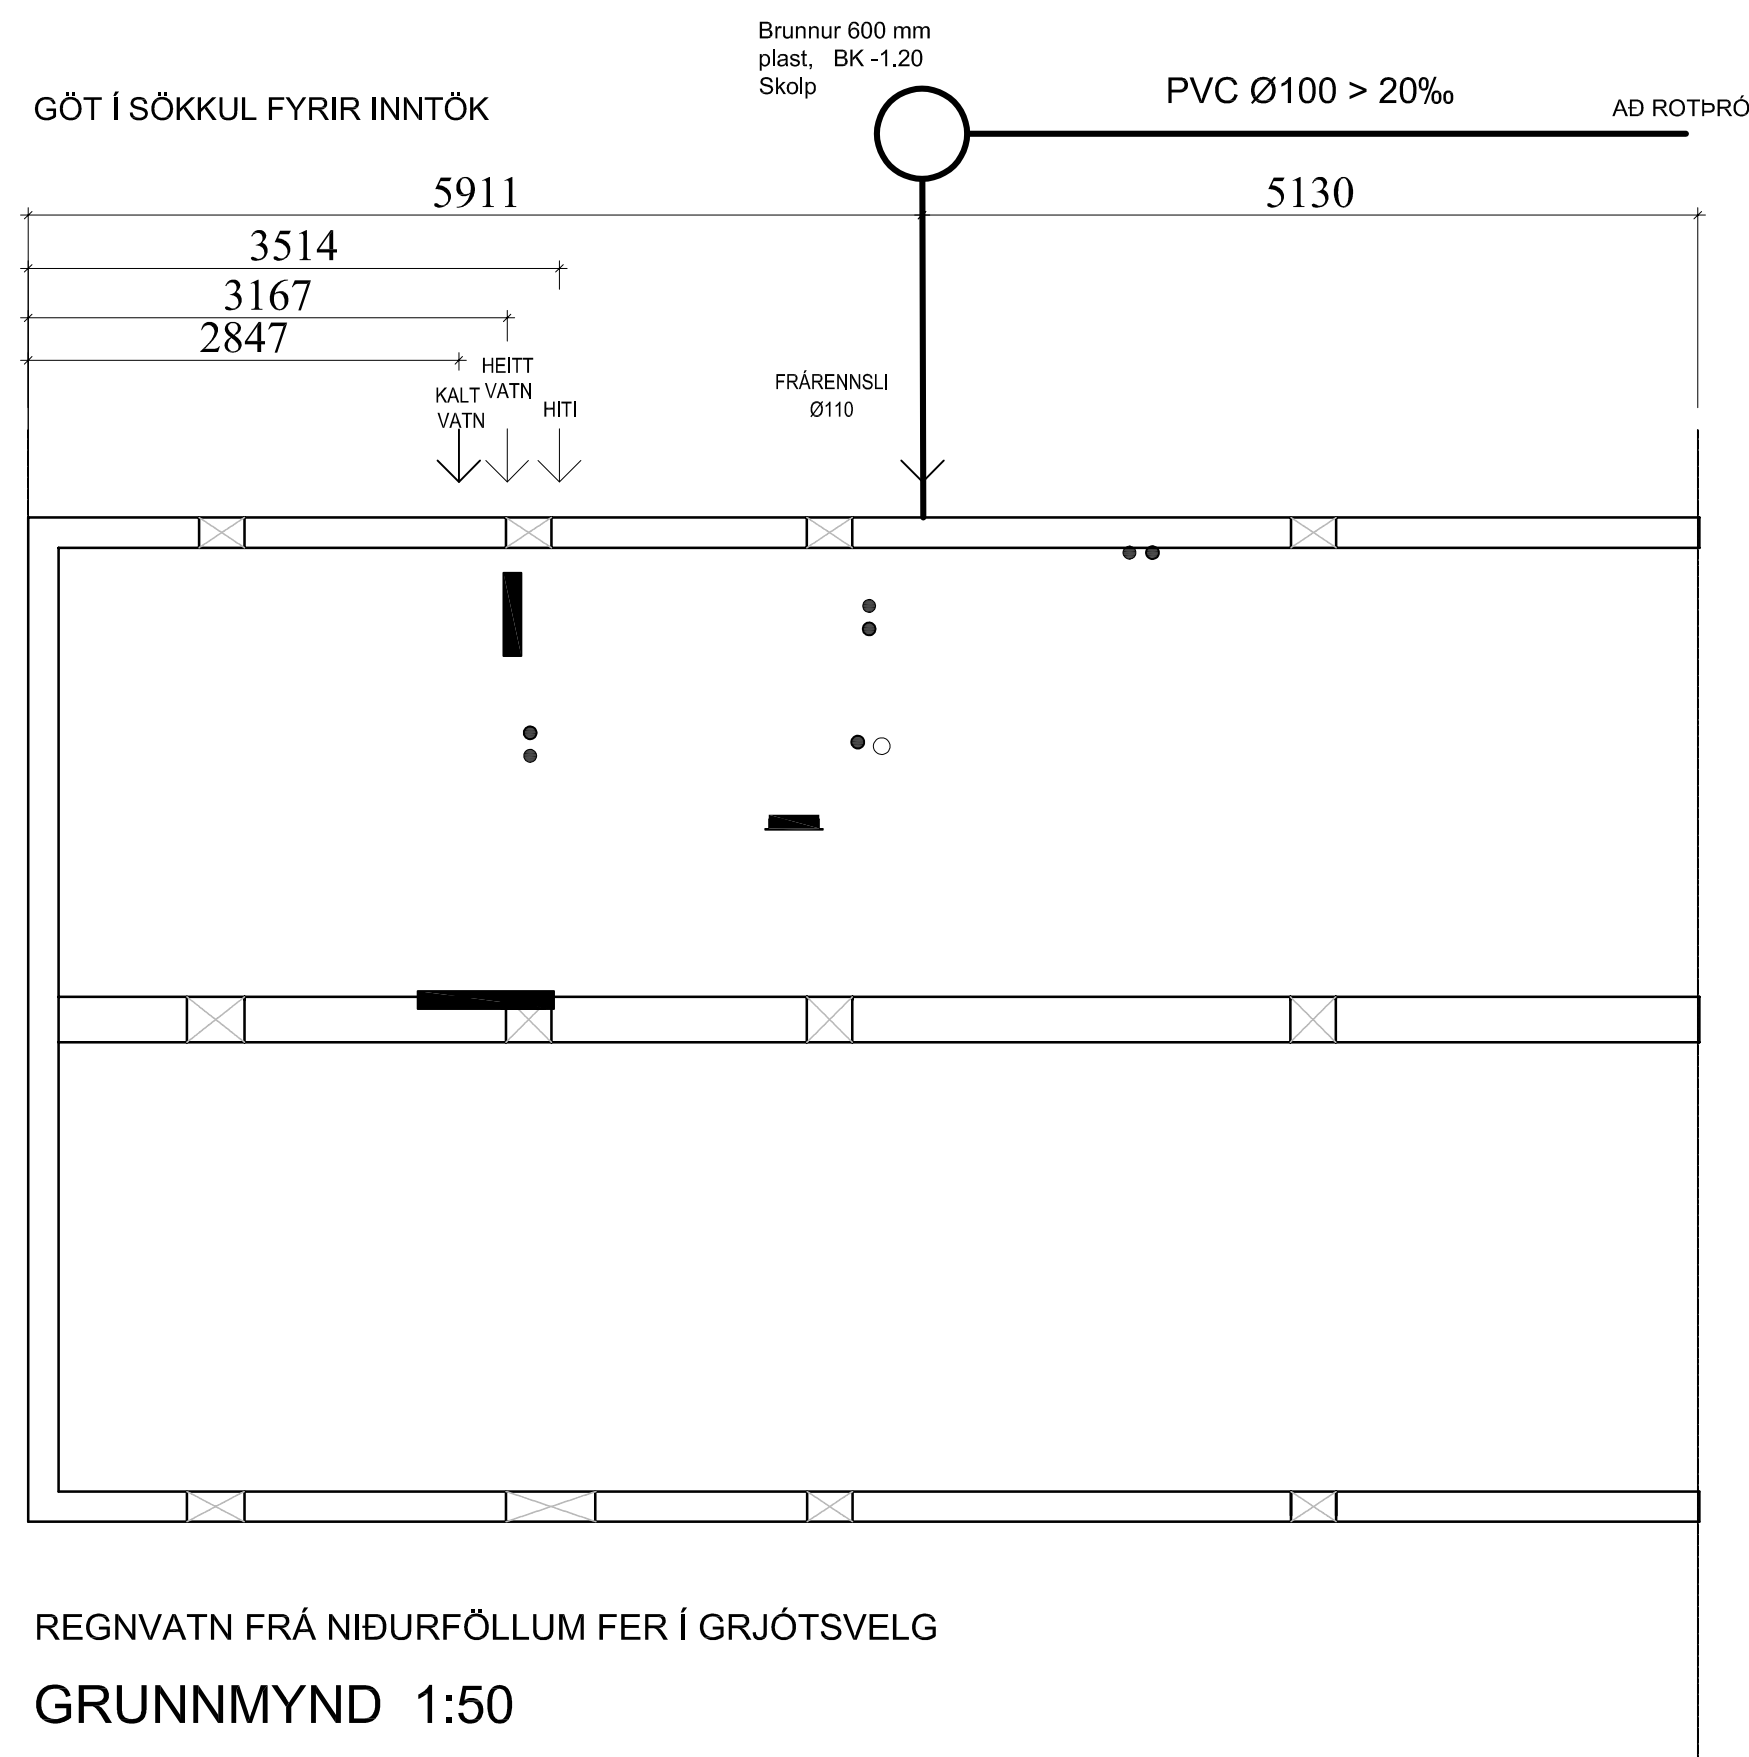 Brunnur 600 mm
plast, BK -1.20
Skolp
GÖT Í SÖKKUL FYRIR INNTÖK
PVC Ø100 > 20‰
AÐ ROTÞRÓ
5911
5130
3514
3167
2847
HEITT
VATN
KALT
VATN
HITI
FRÁRENNSLI
Ø110
REGNVATN FRÁ NIÐURFÖLLUM FER Í GRJÓTSVELG
GRUNNMYND 1:50